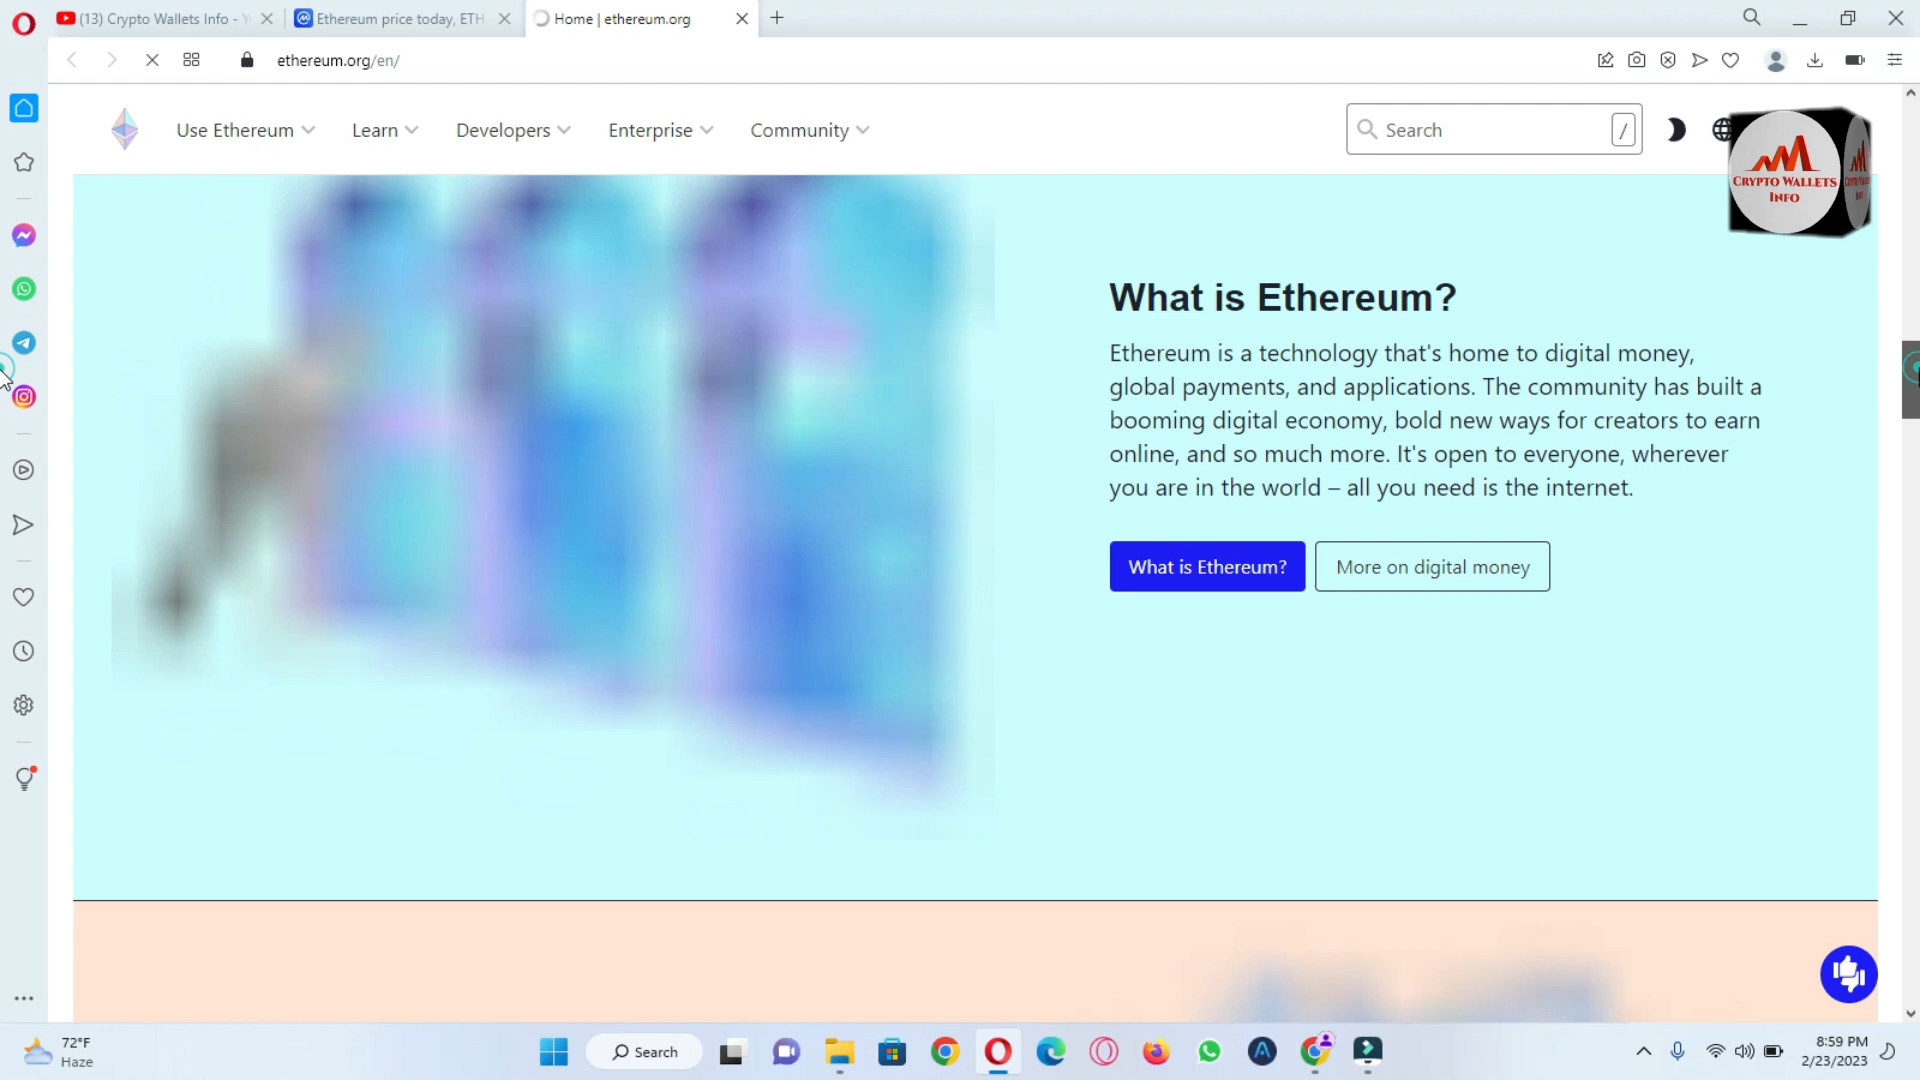 (13) Crypto Wallets Info - Y
Ethereum price today, ETH
Home | ethereum.org
ethereum.org/en/
Use Ethereum
Learn
Developers
Enterprise
Community
Search
/
CRYPTO WALLETS
INFO
What is Ethereum?
Ethereum is a technology that's home to digital money,
global payments, and applications. The community has built a
booming digital economy, bold new ways for creators to earn
online, and so much more. It's open to everyone, wherever
you are in the world – all you need is the internet.
What is Ethereum?
More on digital money
72°F
Haze
Search
8:59 PM
2/23/2023